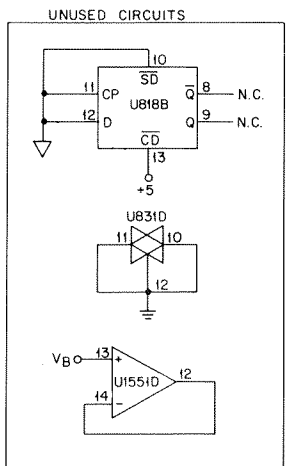 UNUSED CIRCUITS
10
SD
11 CP U818B Q 8 N.C.
12 D Q 9 N.C.
CD
13
+5
U831D
11 10
12
VB 13 + 12
U1551D
14 -